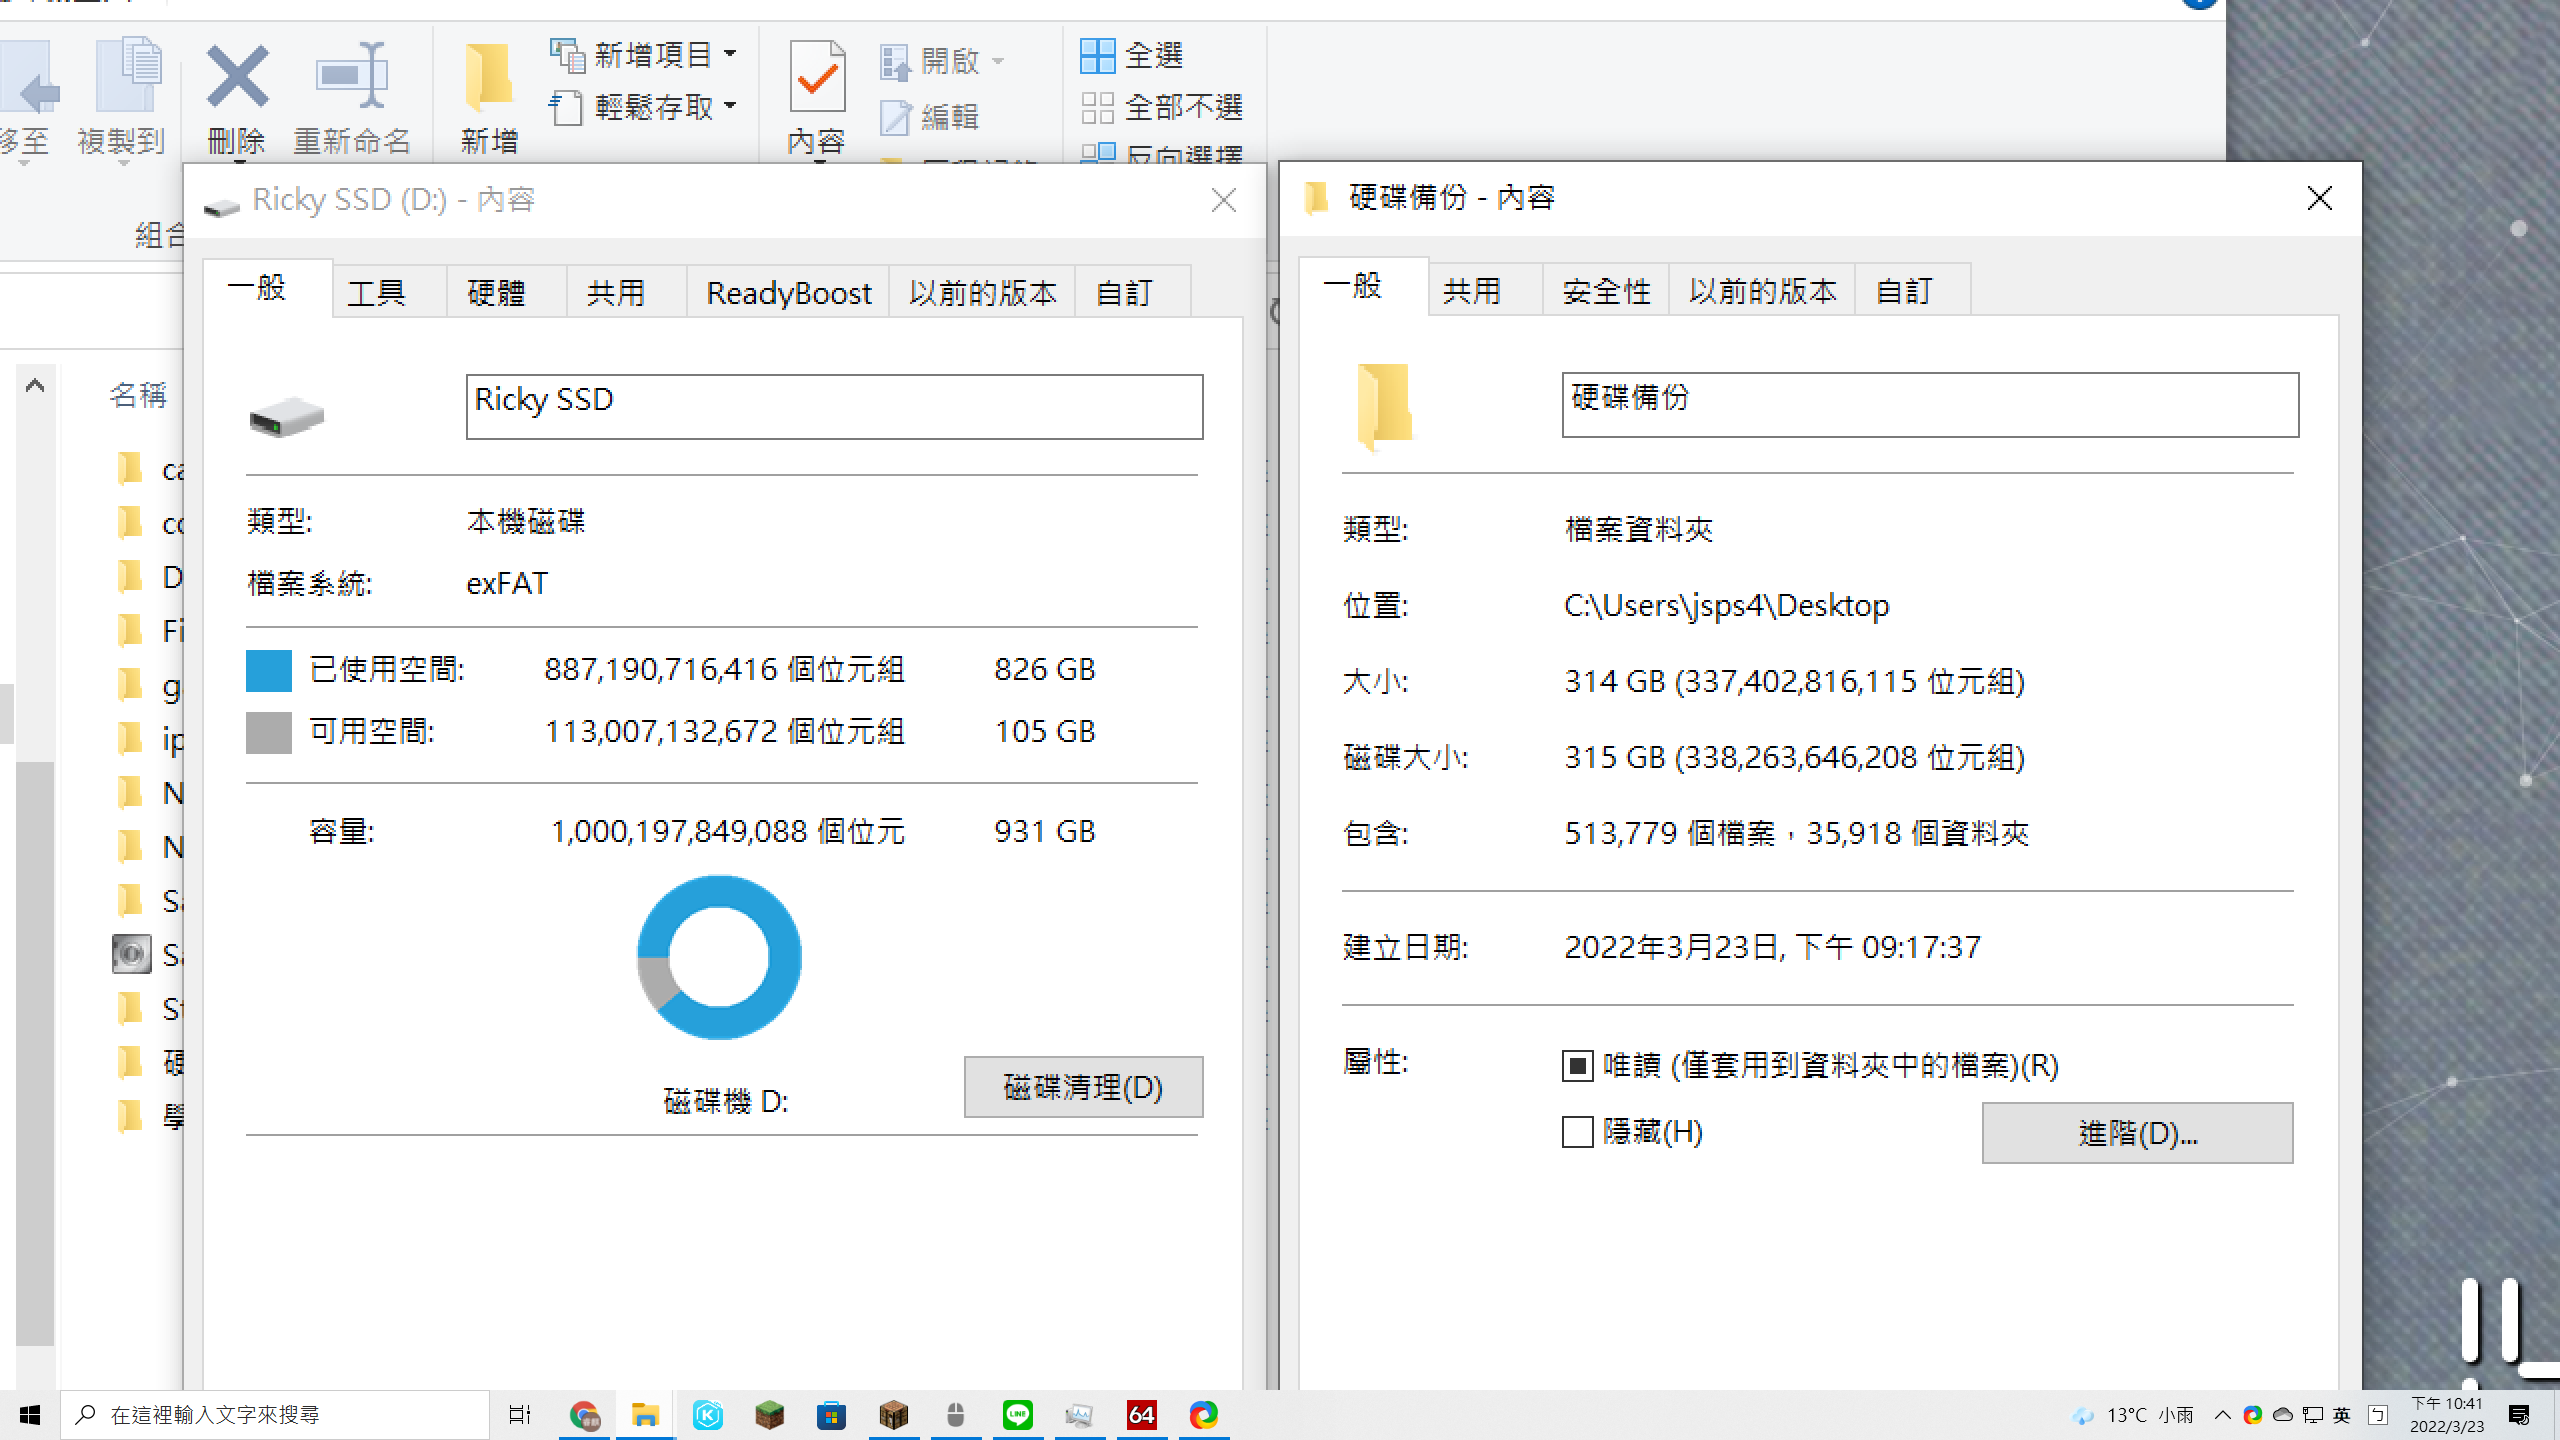 移至
複製到
刪除
重新命名
新增
新增項目
輕鬆存取
內容
開啟
編輯
全選
全部不選
反向選擇
組合
名稱
Ricky SSD (D:) - 內容
一般
工具
硬體
共用
ReadyBoost
以前的版本
自訂
Ricky SSD
類型: 本機磁碟
檔案系統: exFAT
已使用空間: 887,190,716,416 個位元組 826 GB
可用空間: 113,007,132,672 個位元組 105 GB
容量: 1,000,197,849,088 個位元 931 GB
磁碟機 D:
磁碟清理(D)
硬碟備份 - 內容
一般
共用
安全性
以前的版本
自訂
硬碟備份
類型: 檔案資料夾
位置: C:\Users\jsps4\Desktop
大小: 314 GB (337,402,816,115 位元組)
磁碟大小: 315 GB (338,263,646,208 位元組)
包含: 513,779 個檔案，35,918 個資料夾
建立日期: 2022年3月23日, 下午 09:17:37
屬性: 唯讀 (僅套用到資料夾中的檔案)(R)
隱藏(H)
進階(D)...
在這裡輸入文字來搜尋
LINE
64
13°C 小雨
英
ㄅ
下午 10:41
2022/3/23